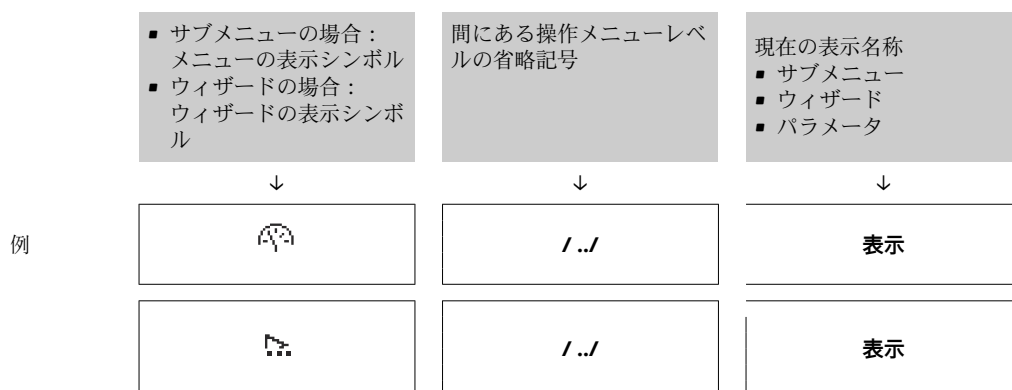 ■ サブメニューの場合：
メニューの表示シンボル
■ ウィザードの場合：
ウィザードの表示シンボ
ル
間にある操作メニューレベ
ルの省略記号
現在の表示名称
■ サブメニュー
■ ウィザード
■ パラメータ
↓ ↓ ↓
例
/ ../
表示
/ ../
表示